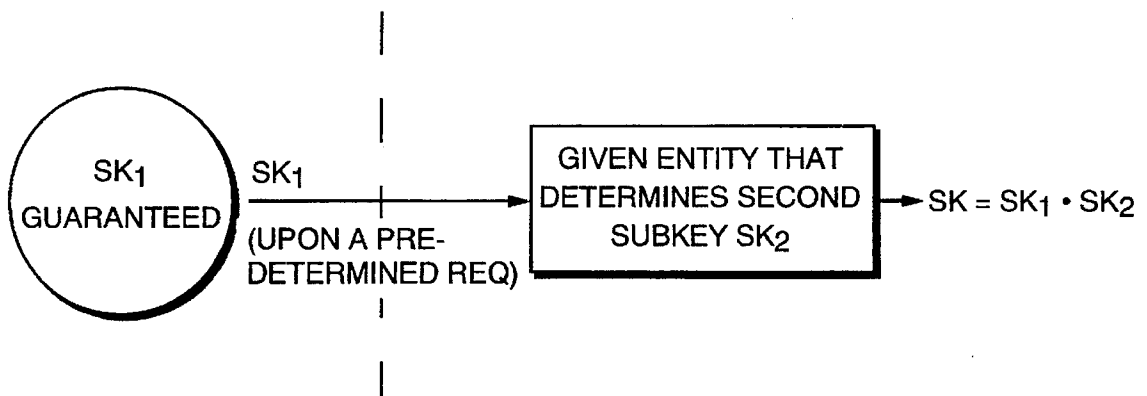 SK1
GUARANTEED
SK1
(UPON A PRE-
DETERMINED REQ)
GIVEN ENTITY THAT
DETERMINES SECOND
SUBKEY SK2
SK = SK1 • SK2